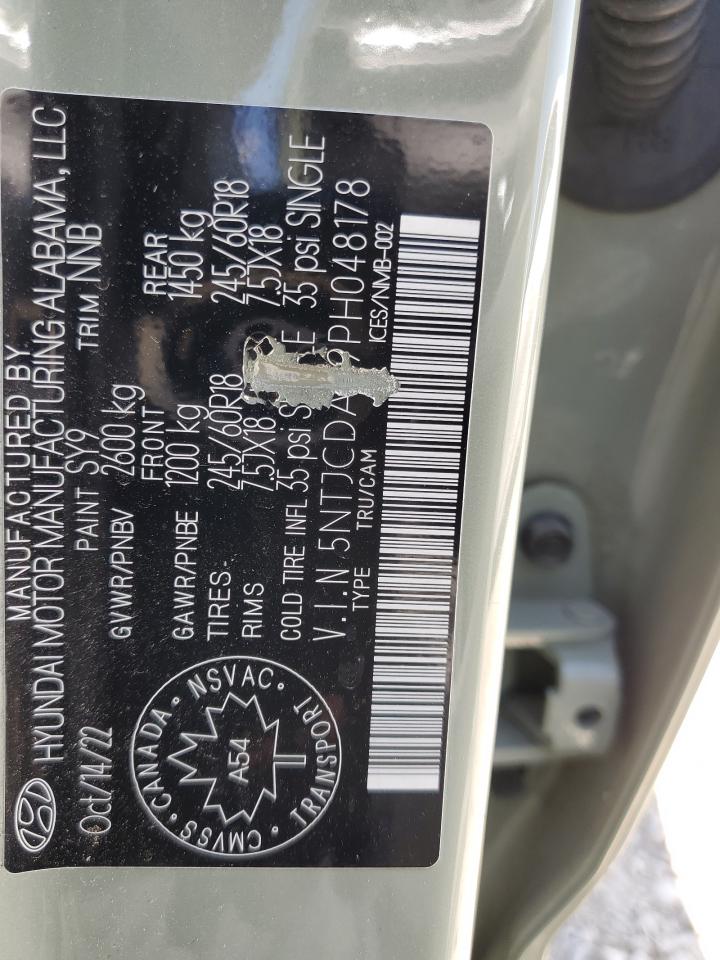 MANUFACTURED BY
HYUNDAI MOTOR MANUFACTURING ALABAMA, LLC
Oct/14/22 PAINT SY9 TRIM NNB
GVWR/PNBV 2600 kg
FRONT REAR
GAWR/PNBE 1200 kg 1450 kg
TIRES- 245/60R18 245/60R18
RIMS 7.5JX18 7.5JX18
COLD TIRE INFL 35 psi 35 psi SINGLE
V.I.N 5NTJCDA PH048178
TYPE TRU/CAM ICES/NMB-002
CANADA · NSVAC · TRANSPORT · CMVSS
A54